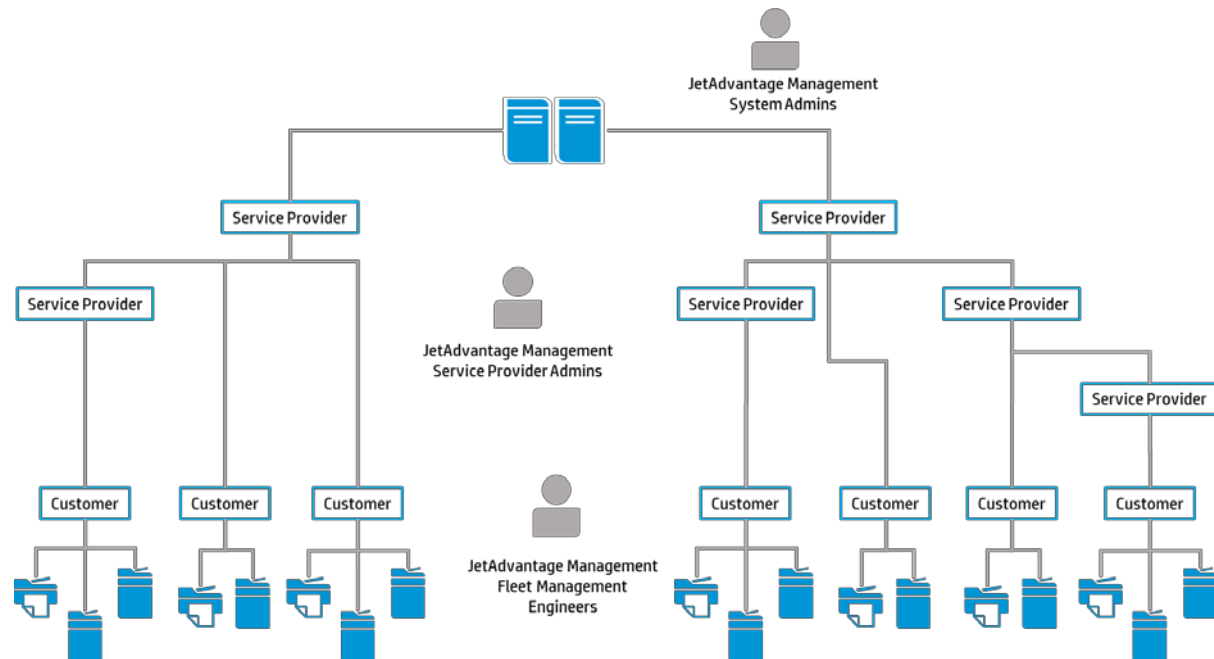 JetAdvantage Management
System Admins
Service Provider
Service Provider
Service Provider
Service Provider
Service Provider
JetAdvantage Management
Service Provider Admins
Service Provider
Customer
Customer
Customer
Customer
Customer
Customer
Customer
JetAdvantage Management
Fleet Management
Engineers